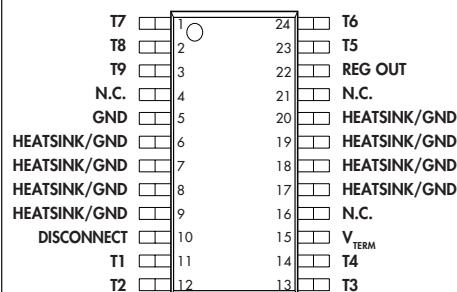 T7 1 24 T6
T8 2 23 T5
T9 3 22 REG OUT
N.C. 4 21 N.C.
GND 5 20 HEATSINK/GND
HEATSINK/GND 6 19 HEATSINK/GND
HEATSINK/GND 7 18 HEATSINK/GND
HEATSINK/GND 8 17 HEATSINK/GND
HEATSINK/GND 9 16 N.C.
DISCONNECT 10 15 VTERM
T1 11 14 T4
T2 12 13 T3